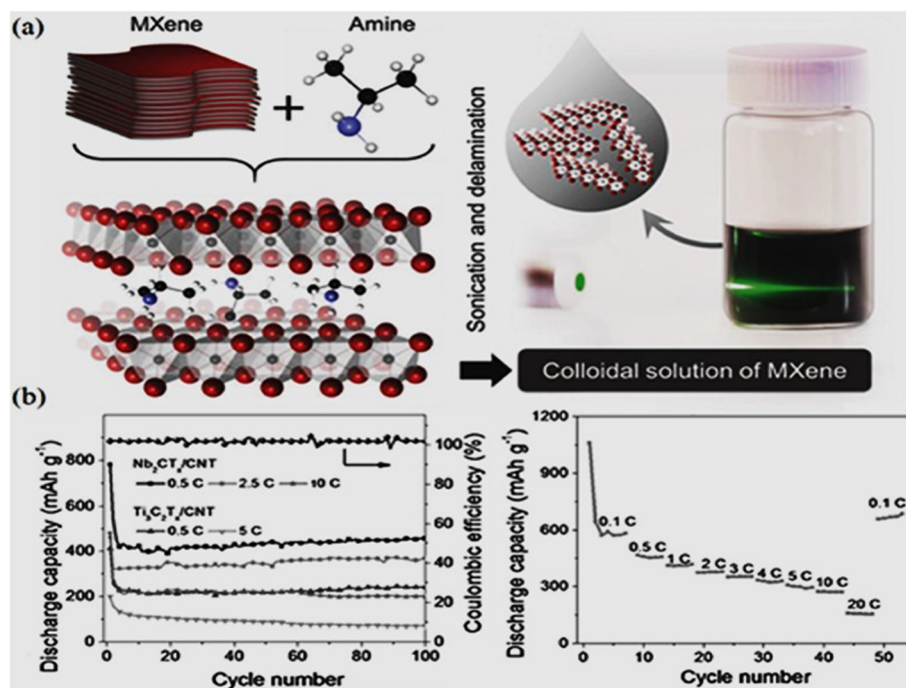 (a)
MXene
Amine
+
Sonication and delamination
Colloidal solution of MXene
(b)
Discharge capacity (mAh g⁻¹)
800
600
400
200
0
Nb₂CTₓ/CNT
0.5 C 2.5 C 10 C
Ti₃C₂Tₓ/CNT
0.5 C 5 C
100
80
60
40
20
0
Coulombic efficiency (%)
0 20 40 60 80 100
Cycle number
Discharge capacity (mAh g⁻¹)
1200
900
600
300
0
0.1 C
0.5 C
1 C
2 C
3 C
4 C
5 C
10 C
20 C
0.1 C
0 10 20 30 40 50
Cycle number